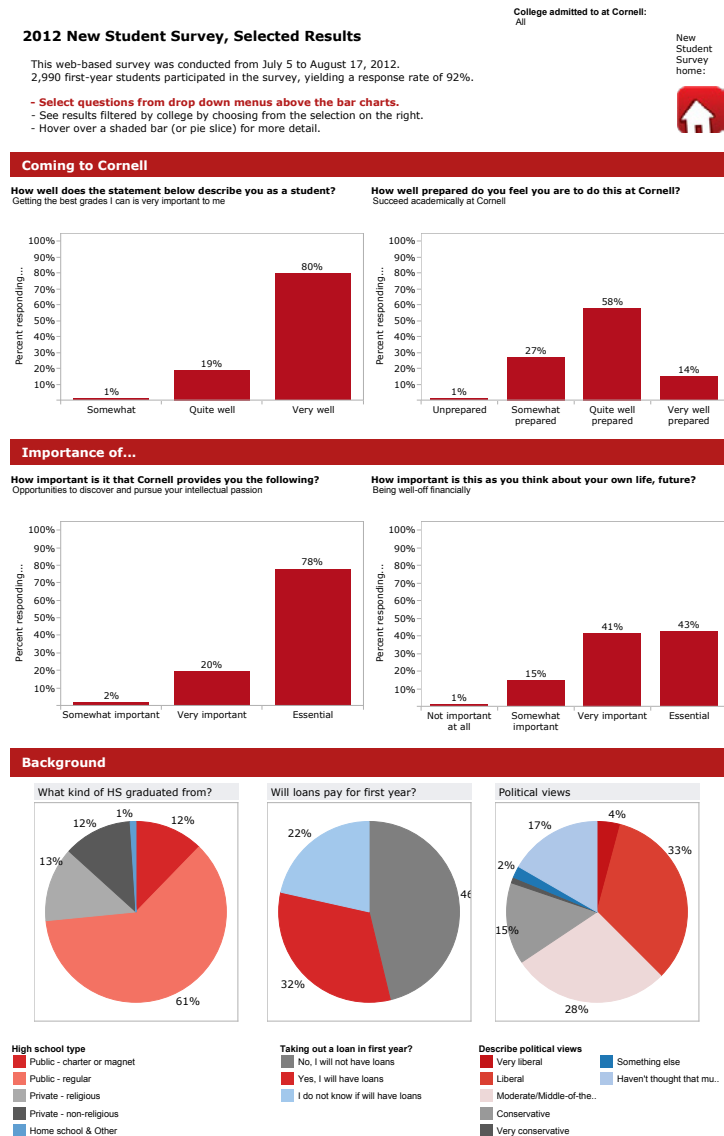 College admitted to at Cornell:
All
2012 New Student Survey, Selected Results
New
Student
Survey
home:
This web-based survey was conducted from July 5 to August 17, 2012.
2,990 first-year students participated in the survey, yielding a response rate of 92%.
- Select questions from drop down menus above the bar charts.
- See results filtered by college by choosing from the selection on the right.
- Hover over a shaded bar (or pie slice) for more detail.
Coming to Cornell
How well does the statement below describe you as a student?
Getting the best grades I can is very important to me
Percent responding...
100%
90%
80%
70%
60%
50%
40%
30%
20%
10%
1%
19%
80%
Somewhat
Quite well
Very well
How well prepared do you feel you are to do this at Cornell?
Succeed academically at Cornell
Percent responding...
100%
90%
80%
70%
60%
50%
40%
30%
20%
10%
1%
27%
58%
14%
Unprepared
Somewhat
prepared
Quite well
prepared
Very well
prepared
Importance of...
How important is it that Cornell provides you the following?
Opportunities to discover and pursue your intellectual passion
Percent responding...
100%
90%
80%
70%
60%
50%
40%
30%
20%
10%
2%
20%
78%
Somewhat important
Very important
Essential
How important is this as you think about your own life, future?
Being well-off financially
Percent responding...
100%
90%
80%
70%
60%
50%
40%
30%
20%
10%
1%
15%
41%
43%
Not important
at all
Somewhat
important
Very important
Essential
Background
What kind of HS graduated from?
1%
12%
12%
13%
61%
Will loans pay for first year?
22%
46
32%
Political views
4%
17%
33%
2%
15%
28%
High school type
Public - charter or magnet
Public - regular
Private - religious
Private - non-religious
Home school & Other
Taking out a loan in first year?
No, I will not have loans
Yes, I will have loans
I do not know if will have loans
Describe political views
Very liberal
Liberal
Moderate/Middle-of-the..
Conservative
Very conservative
Something else
Haven't thought that mu..